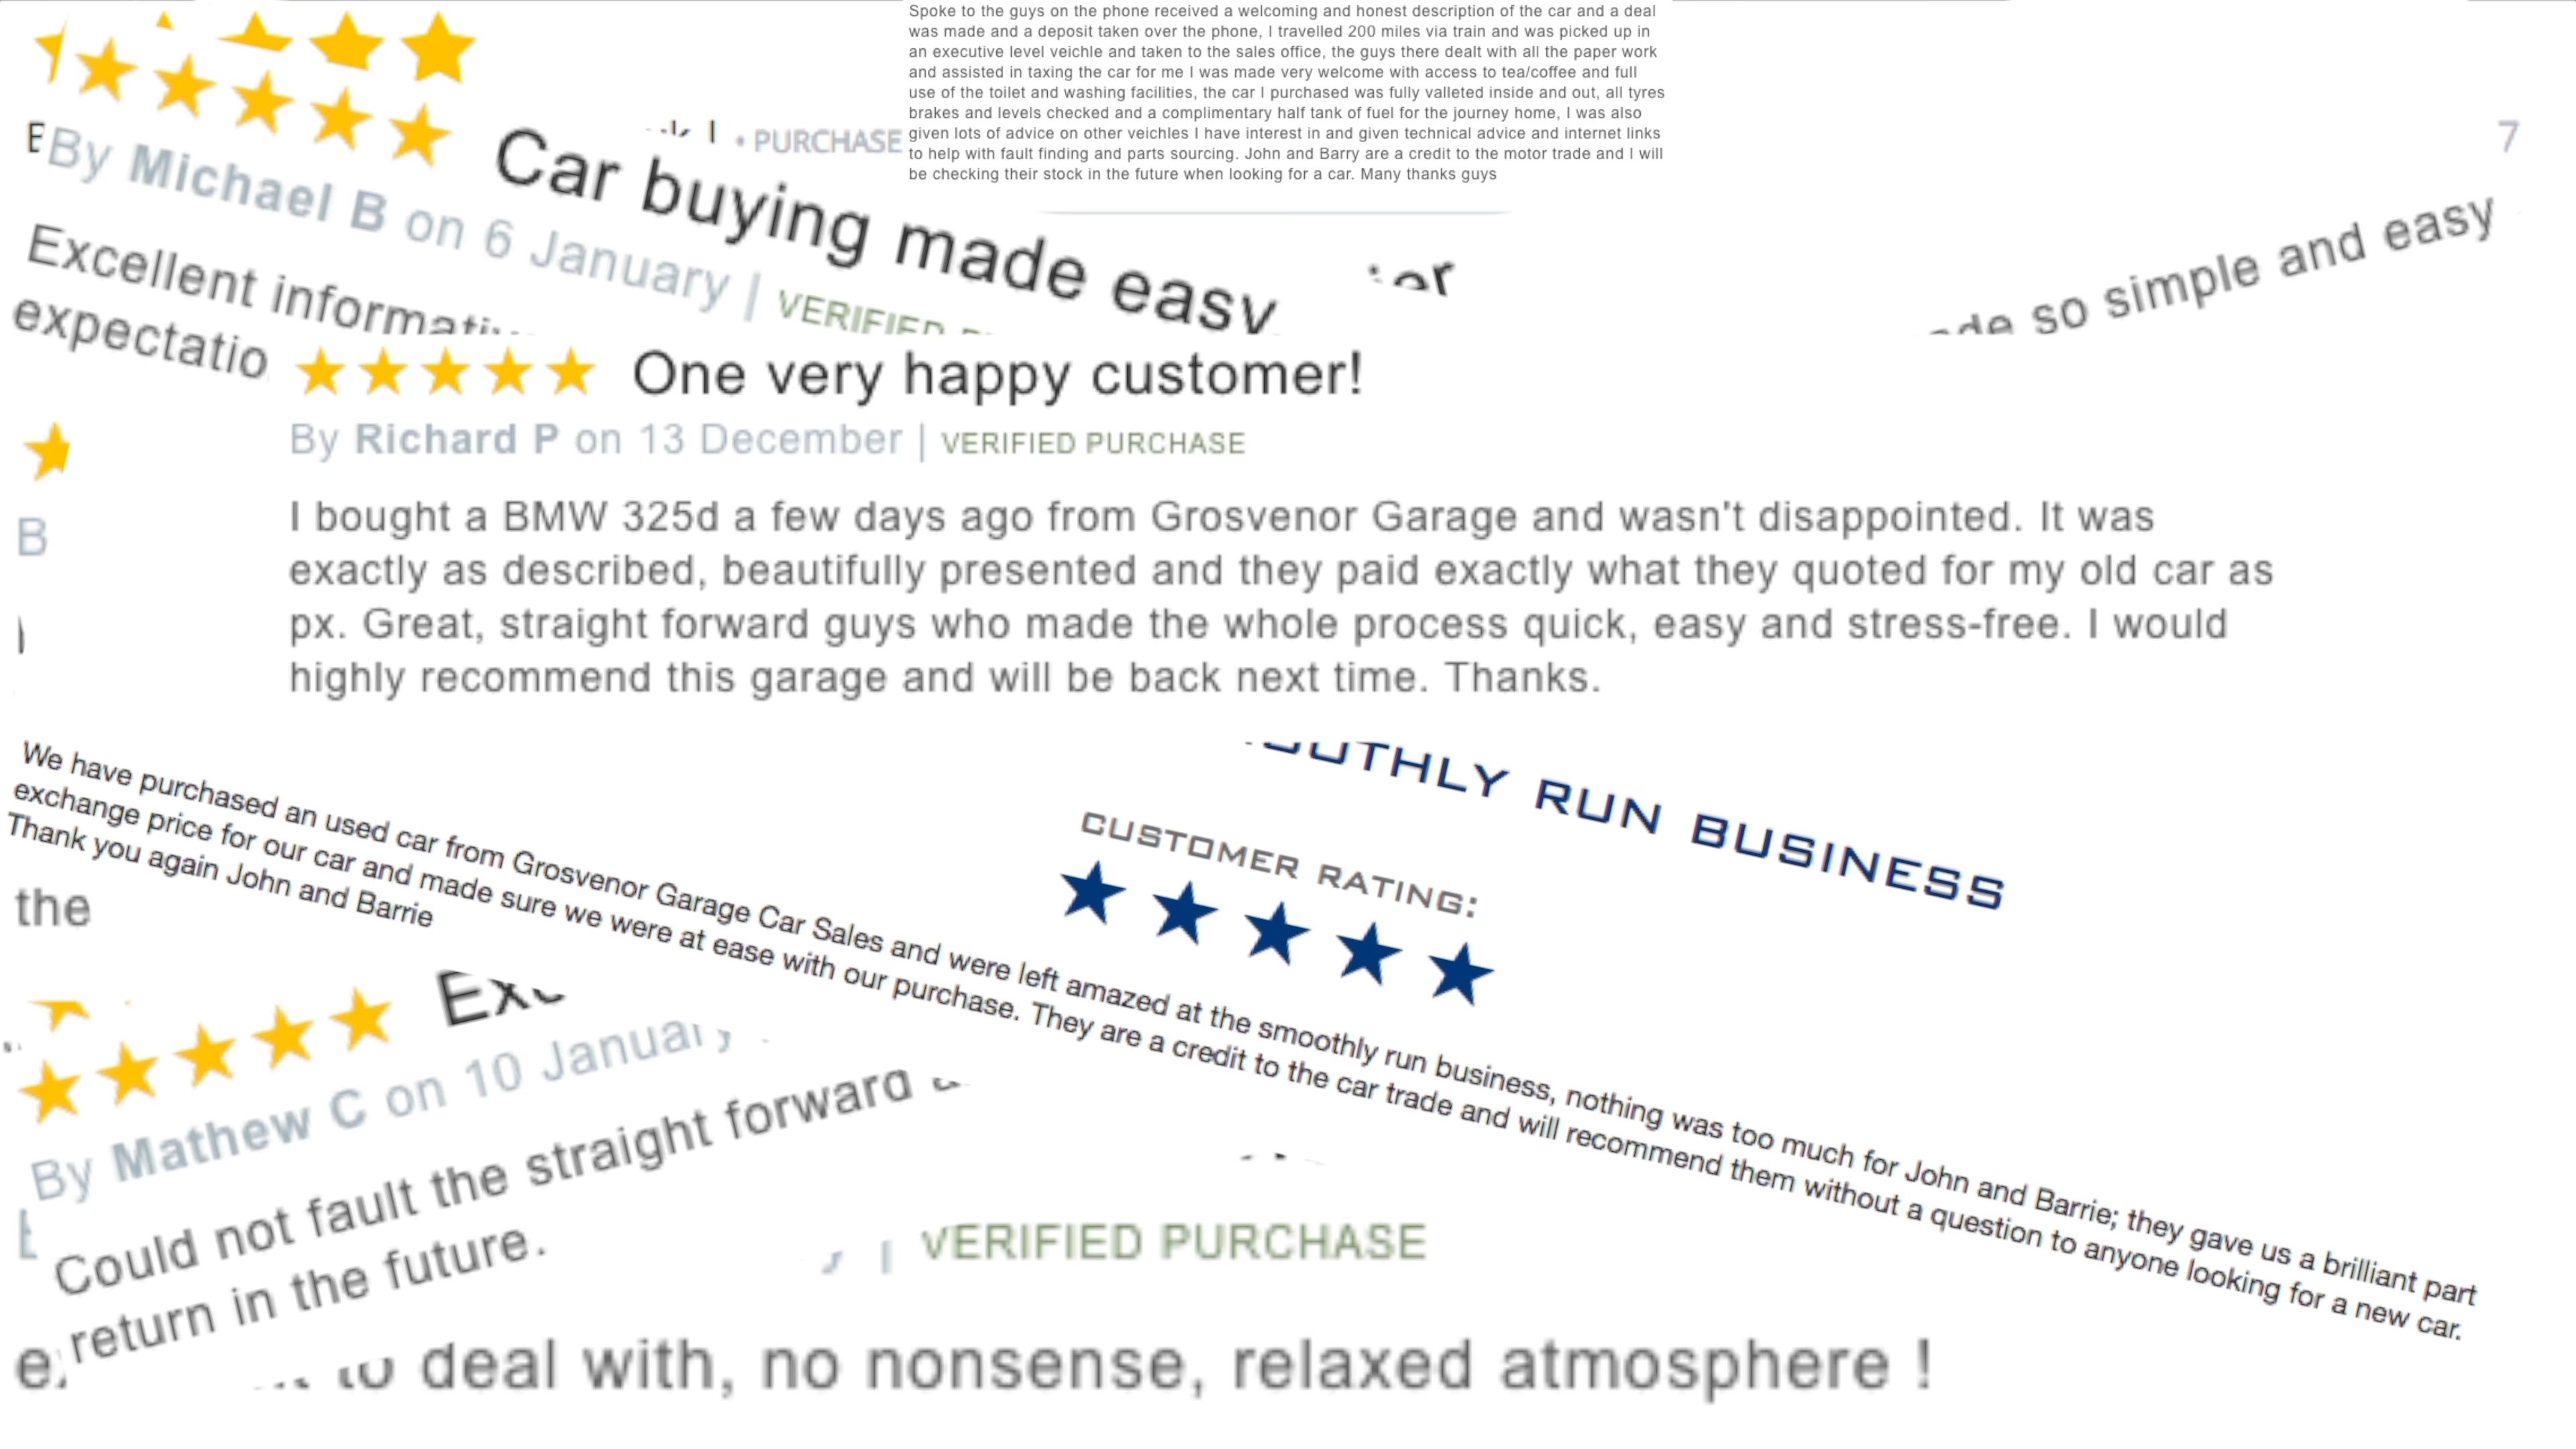 Spoke to the guys on the phone received a welcoming and honest description of the car and a deal
was made and a deposit taken over the phone, I travelled 200 miles via train and was picked up in
an executive level veichle and taken to the sales office, the guys there dealt with all the paper work
and assisted in taxing the car for me I was made very welcome with access to tea/coffee and full
use of the toilet and washing facilities, the car I purchased was fully valleted inside and out, all tyres
brakes and levels checked and a complimentary half tank of fuel for the journey home, I was also
given lots of advice on other veichles I have interest in and given technical advice and internet links
to help with fault finding and parts sourcing. John and Barry are a credit to the motor trade and I will
be checking their stock in the future when looking for a car. Many thanks guys
PURCHASE
7
Car buying made easy
By Michael B on 6 January | VERIFIED
Excellent
so simple and easy
One very happy customer!
By Richard P on 13 December | VERIFIED PURCHASE
I bought a BMW 325d a few days ago from Grosvenor Garage and wasn't disappointed. It was
exactly as described, beautifully presented and they paid exactly what they quoted for my old car as
px. Great, straight forward guys who made the whole process quick, easy and stress-free. I would
highly recommend this garage and will be back next time. Thanks.
RUN BUSINESS
CUSTOMER RATING:
We have purchased an used car from Grosvenor Garage Car Sales and were left amazed at the smoothly run business, nothing was too much for John and Barrie; they gave us a brilliant part
exchange price for our car and made sure we were at ease with our purchase. They are a credit to the car trade and will recommend them without a question to anyone looking for a new car.
Thank you again John and Barrie
the
By Mathew C on 10 January
Could not fault the straight forward
return in the future.
VERIFIED PURCHASE
to deal with, no nonsense, relaxed atmosphere !